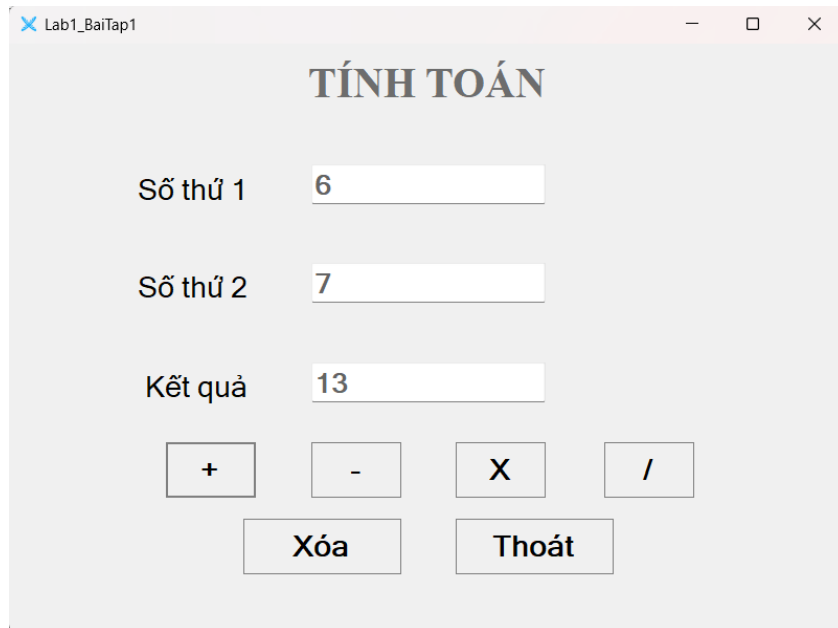 Lab1_BaiTap1
TÍNH TOÁN
Số thứ 1 6
Số thứ 2 7
Kết quả 13
+ - X /
Xóa Thoát